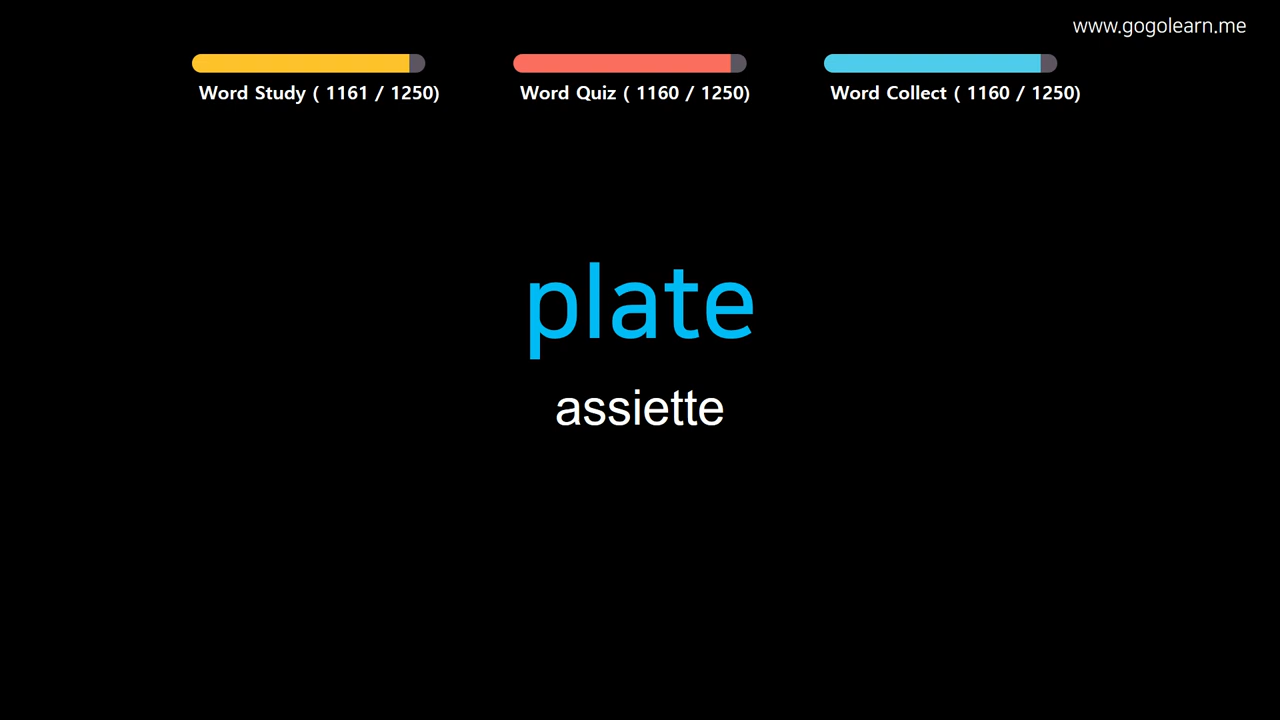 www.gogolearn.me
Word Study ( 1161 / 1250)
Word Quiz ( 1160 / 1250)
Word Collect ( 1160 / 1250)
plate
assiette